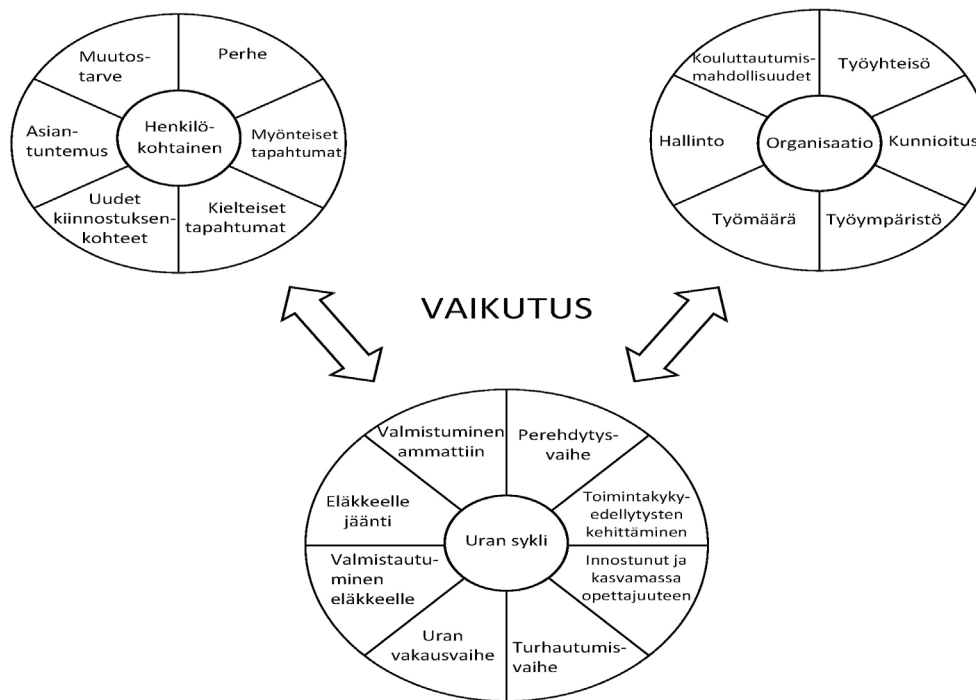 Muutos-
tarve
Perhe
Asian-
tuntemus
Henkilö-
kohtainen
Myönteiset
tapahtumat
Uudet
kiinnostuksen-
kohteet
Kielteiset
tapahtumat
Kouluttautumis-
mahdollisuudet
Työyhteisö
Hallinto
Organisaatio
Kunnioitus
Työmäärä
Työympäristö
VAIKUTUS
Valmistuminen
ammattiin
Perehdytys-
vaihe
Eläkkeelle
jäänti
Toimintakyky-
edellytysten
kehittäminen
Uran sykli
Valmistautu-
minen
eläkkeelle
Innostunut ja
kasvamassa
opettajuuteen
Uran
vakausvaihe
Turhautumis-
vaihe